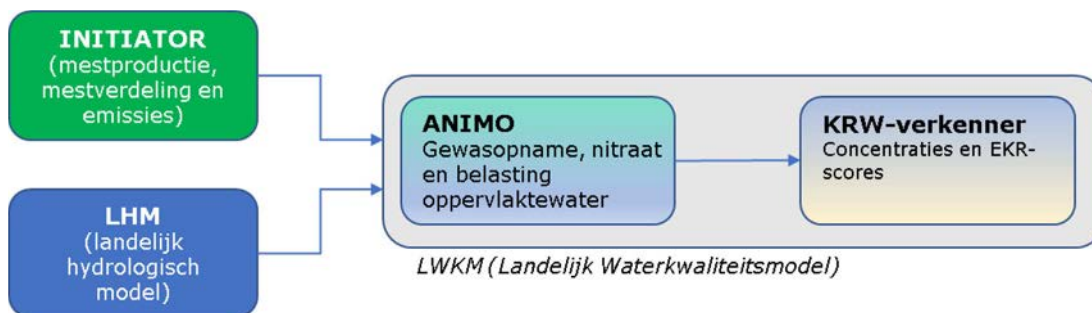 INITIATOR
(mestproductie,
mestverdeling en
emissies)
LHM
(landelijk
hydrologisch
model)
ANIMO
Gewasopname, nitraat
en belasting
oppervlaktewater
KRW-verkenner
Concentraties en EKR-
scores
LWKM (Landelijk Waterkwaliteitsmodel)